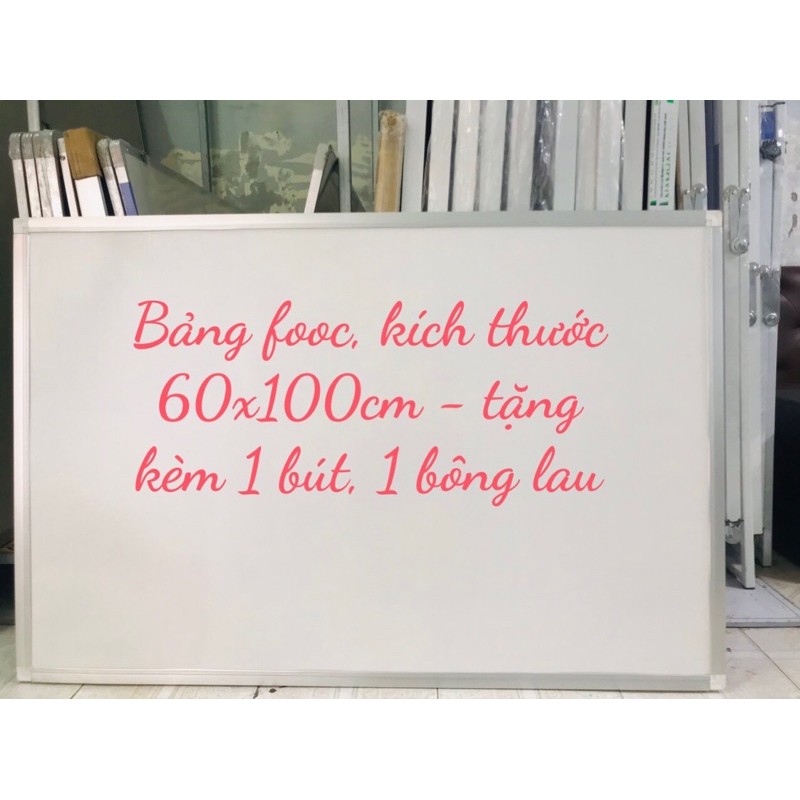 Bảng fooc, kích thước
60x100cm - tặng
kèm 1 bút, 1 bông lau